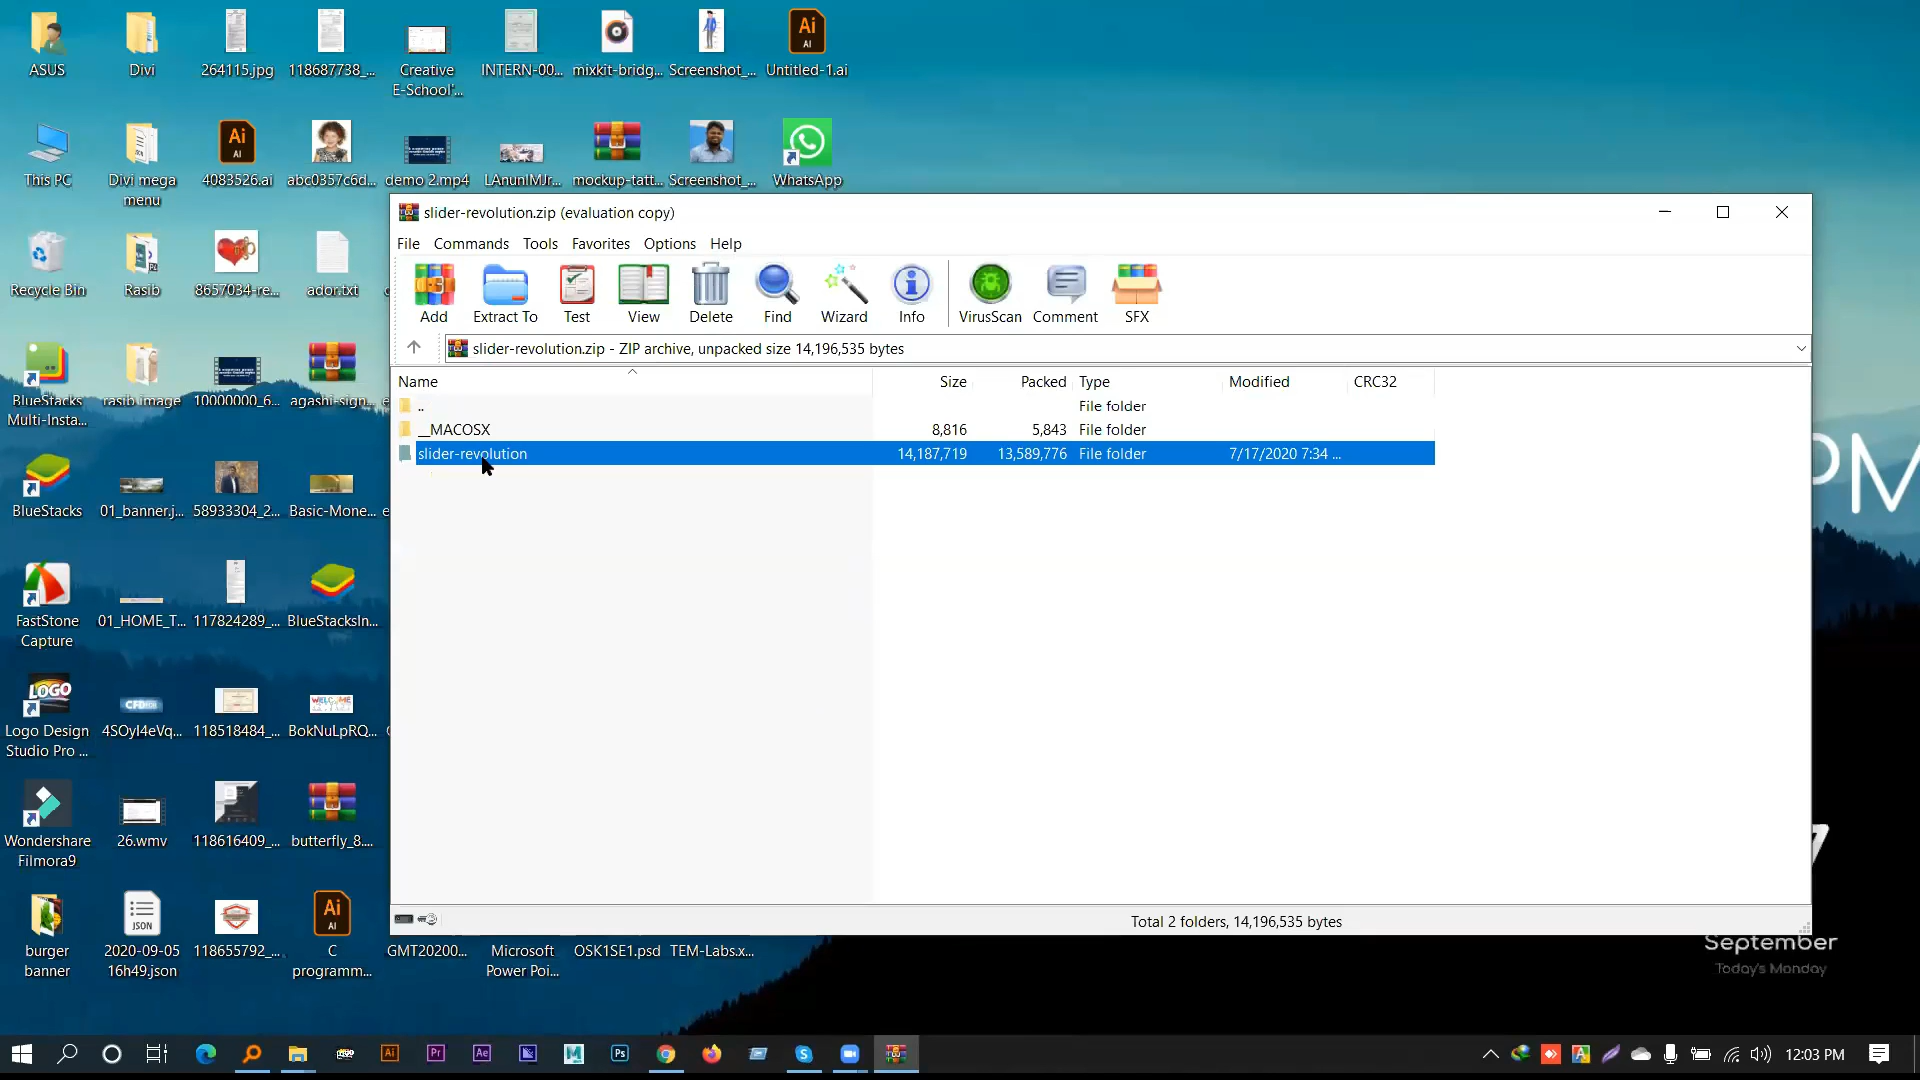 ASUS
Divi
264115.jpg
118687738_...
Creative
E-School'...
INTERN-00...
mixkit-bridg...
Screenshot_...
Untitled-1.ai
This PC
Divi mega
menu
4083526.ai
abc0357c6d...
demo 2.mp4
LAnunIMJr...
mockup-tatt...
Screenshot_...
WhatsApp
slider-revolution.zip (evaluation copy)
File Commands Tools Favorites Options Help
Add
Extract To
Test
View
Delete
Find
Wizard
Info
VirusScan
Comment
SFX
slider-revolution.zip - ZIP archive, unpacked size 14,196,535 bytes
Name Size Packed Type Modified CRC32
.. File folder
__MACOSX 8,816 5,843 File folder
slider-revolution 14,187,719 13,589,776 File folder 7/17/2020 7:34 ...
Total 2 folders, 14,196,535 bytes
Recycle Bin
Rasib
8657034-re...
ador.txt
BlueStacks
Multi-Insta...
rasib image
10000000_6...
agashi-sign...
BlueStacks
01_banner.j...
58933304_2...
Basic-Mone...
FastStone
Capture
01_HOME_T...
117824289_...
BlueStacksIn...
LOGO
Logo Design
Studio Pro ...
4SOyI4eVq...
118518484_...
BokNuLpRQ...
Wondershare
Filmora9
26.wmv
118616409_...
butterfly_8....
burger
banner
JSON
2020-09-05
16h49.json
118655792_...
C
programm...
GMT20200...
Microsoft
Power Poi...
OSK1SE1.psd
TEM-Labs.x...
PM
September
Today's Monday
12:03 PM